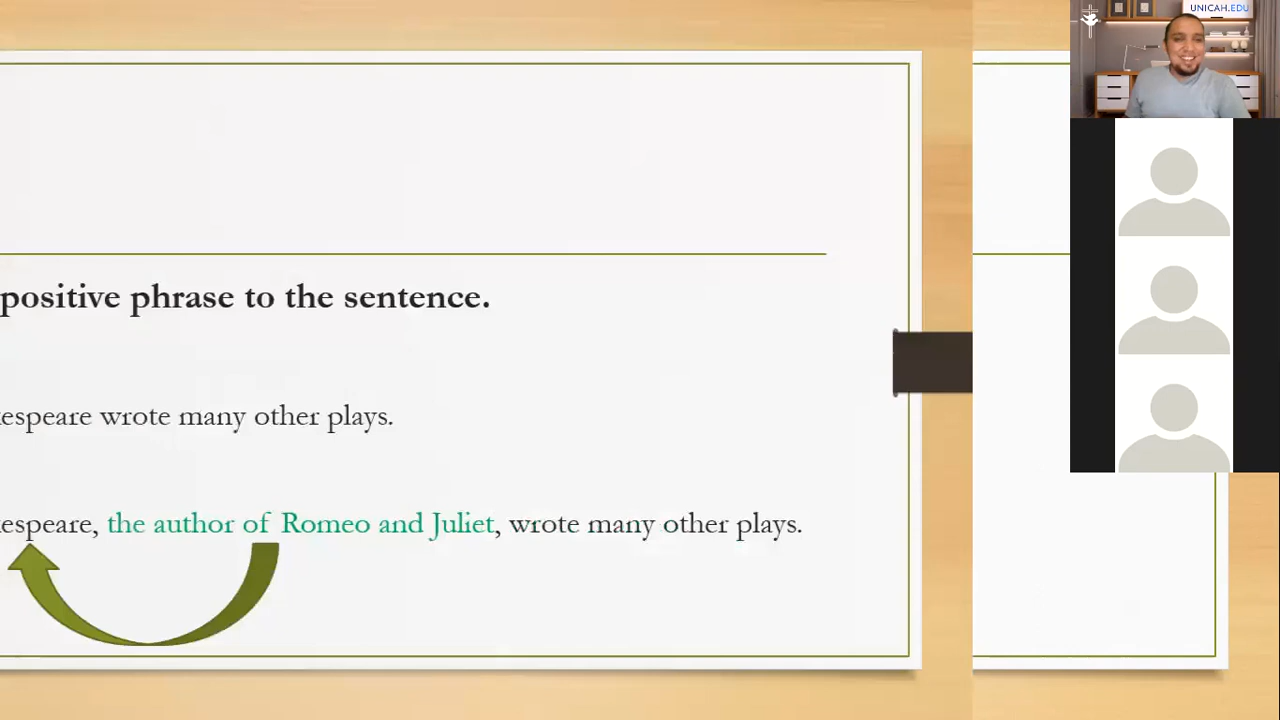 UNICAH.EDU
positive phrase to the sentence.
espeare wrote many other plays.
espeare, the author of Romeo and Juliet, wrote many other plays.